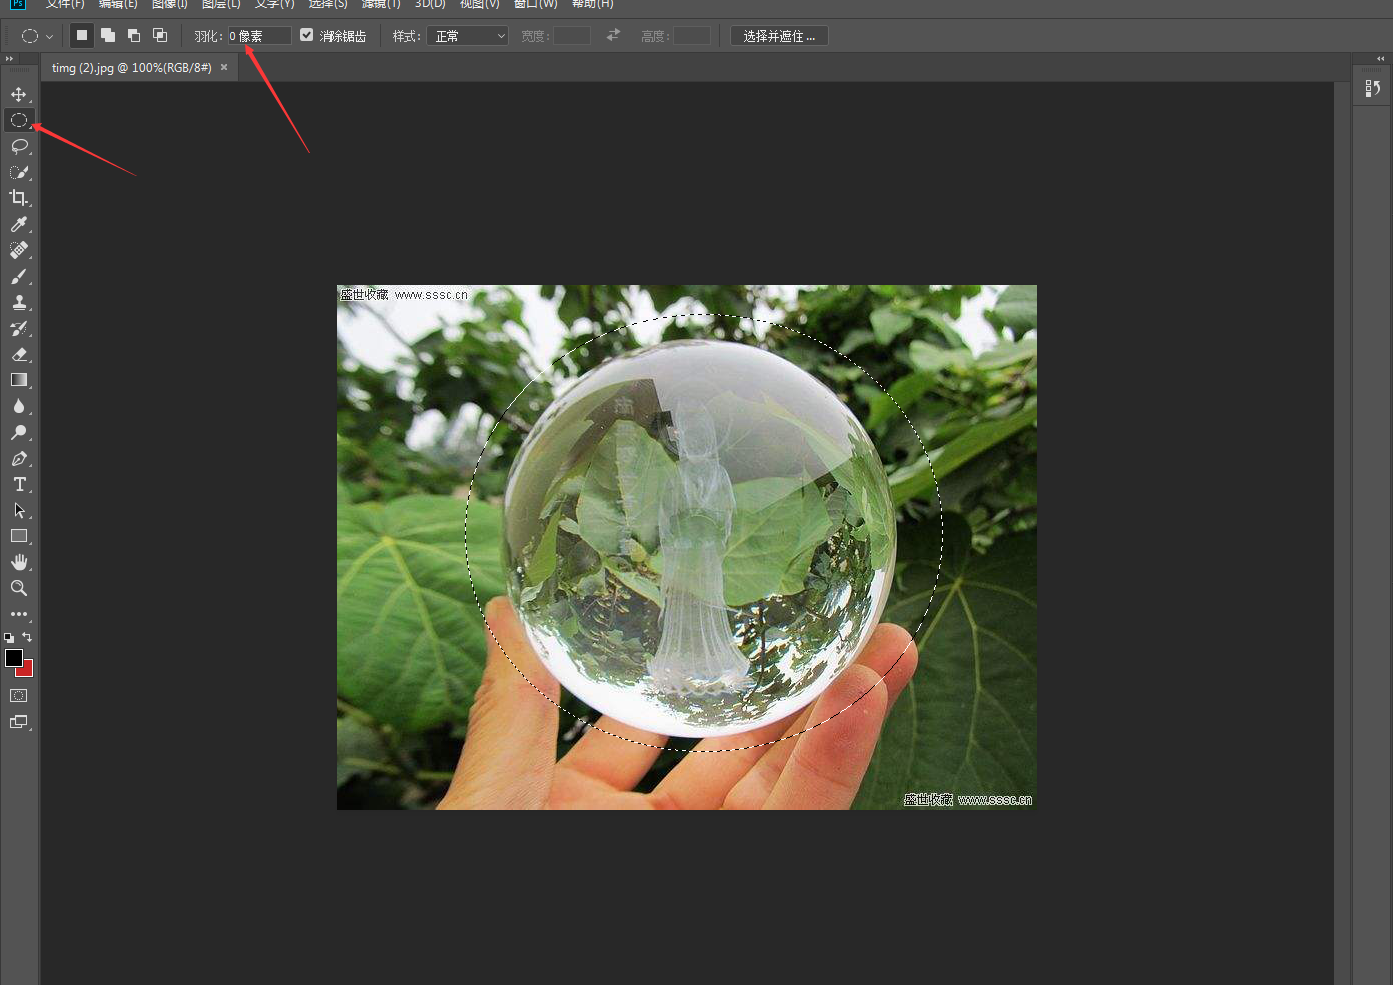 Ps 文件(F) 编辑(E) 图像(I) 图层(L) 文字(Y) 选择(S) 滤镜(T) 3D(D) 视图(V) 窗口(W) 帮助(H)
羽化: 0 像素 消除锯齿 样式: 正常 宽度: 高度: 选择并遮住 ...
timg (2).jpg @ 100%(RGB/8#) ×
盛世收藏 www.sssc.cn
盛世收藏 www.sssc.cn